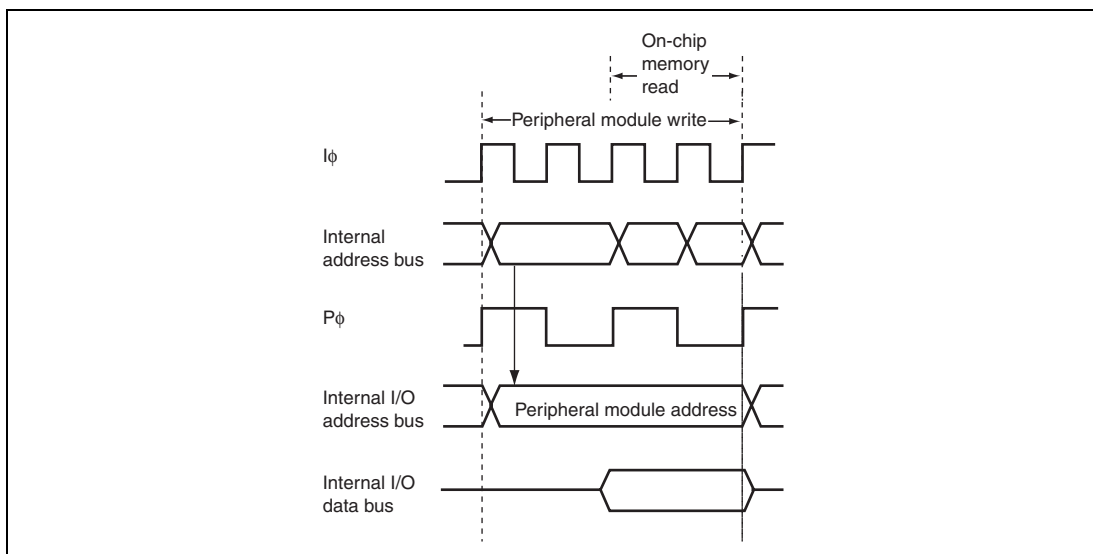 On-chip
memory
read
Peripheral module write
Iϕ
Internal
address bus
Pϕ
Internal I/O
address bus
Peripheral module address
Internal I/O
data bus